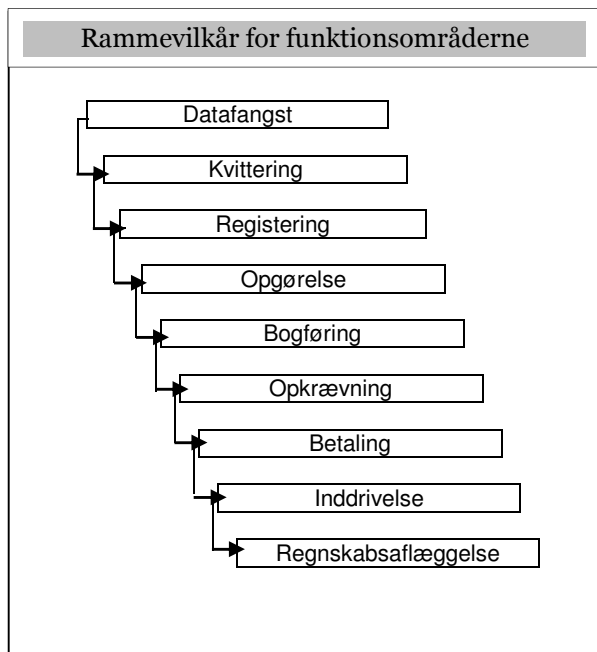 Rammevilkår for funktionsområderne
Datafangst
Kvittering
Registering
Opgørelse
Bogføring
Opkrævning
Betaling
Inddrivelse
Regnskabsaflæggelse